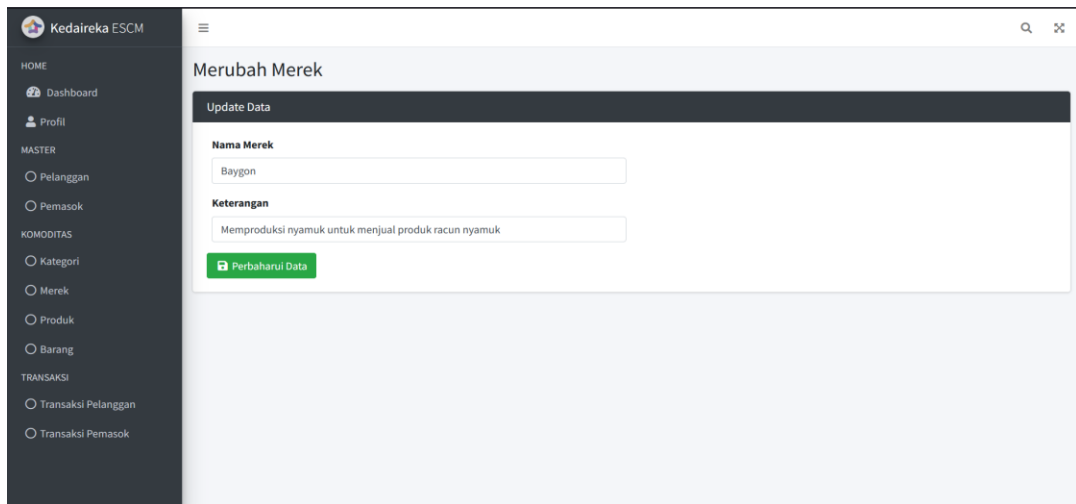 Kedaireka ESCM
HOME
Dashboard
Profil
MASTER
Pelanggan
Pemasok
KOMODITAS
Kategori
Merek
Produk
Barang
TRANSAKSI
Transaksi Pelanggan
Transaksi Pemasok
Merubah Merek
Update Data
Nama Merek
Baygon
Keterangan
Memproduksi nyamuk untuk menjual produk racun nyamuk
Perbaharui Data